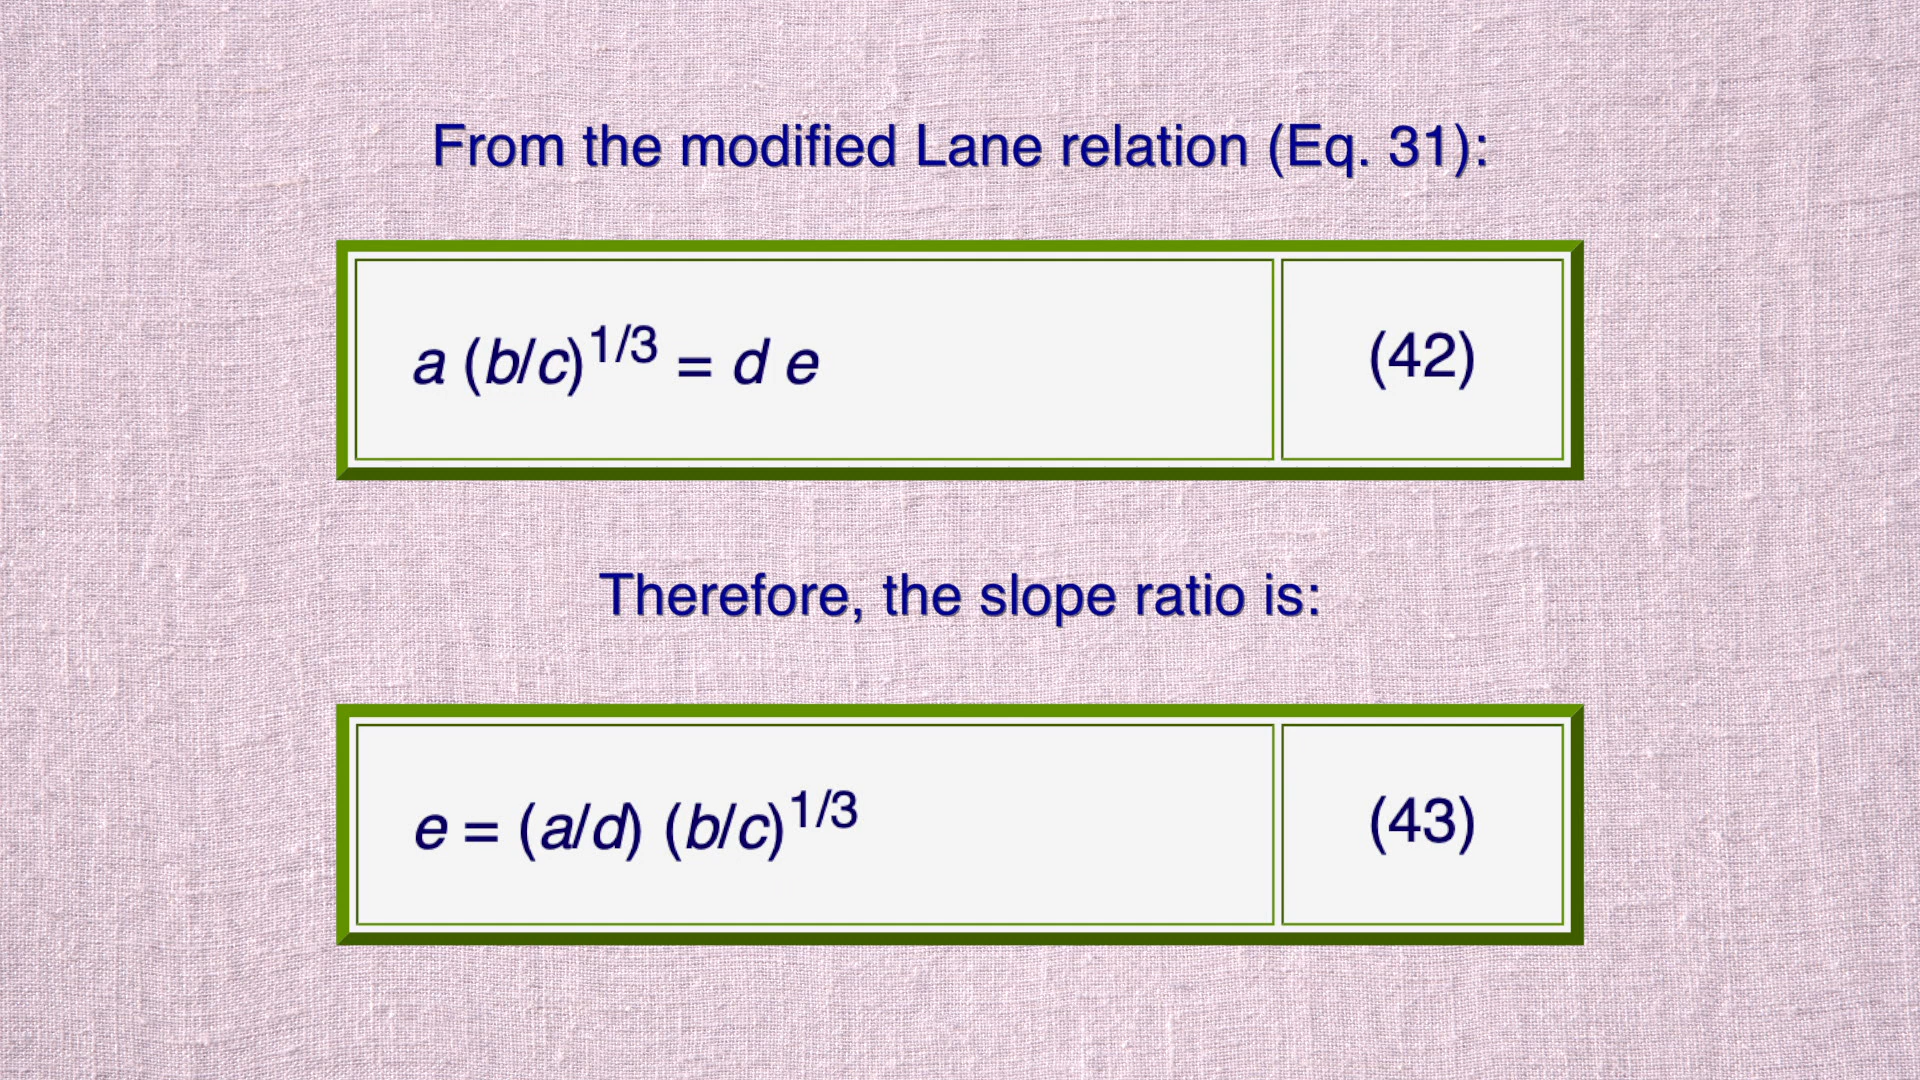 From the modified Lane relation (Eq. 31):
a (b/c)^1/3 = d e (42)
Therefore, the slope ratio is:
e = (a/d) (b/c)^1/3 (43)